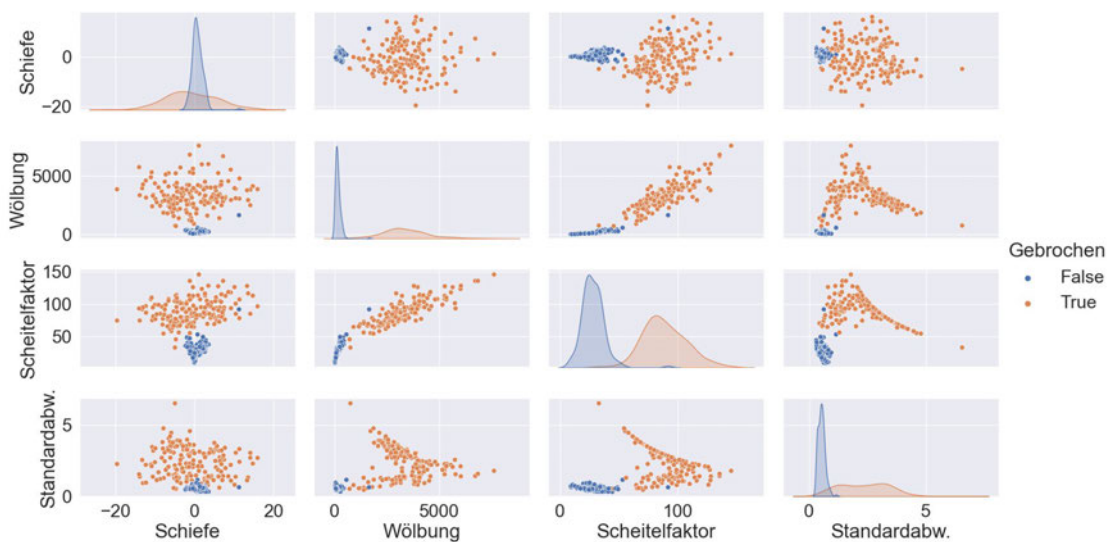 Schiefe
0
−20
Wölbung
5000
0
Scheitelfaktor
150
100
50
Standardabw.
5
0
−20 0 20
0 5000
0 100
0 5
Schiefe Wölbung Scheitelfaktor Standardabw.
Gebrochen
False
True